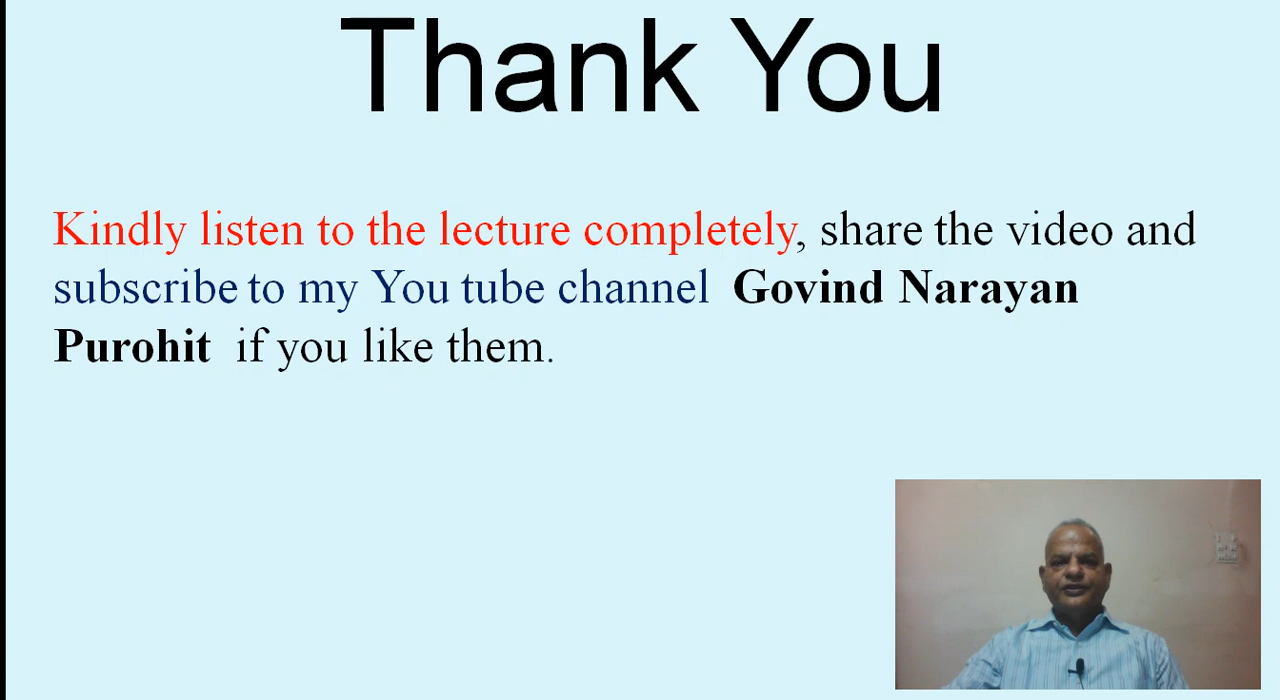 Thank You
Kindly listen to the lecture completely, share the video and
subscribe to my You tube channel Govind Narayan
Purohit if you like them.